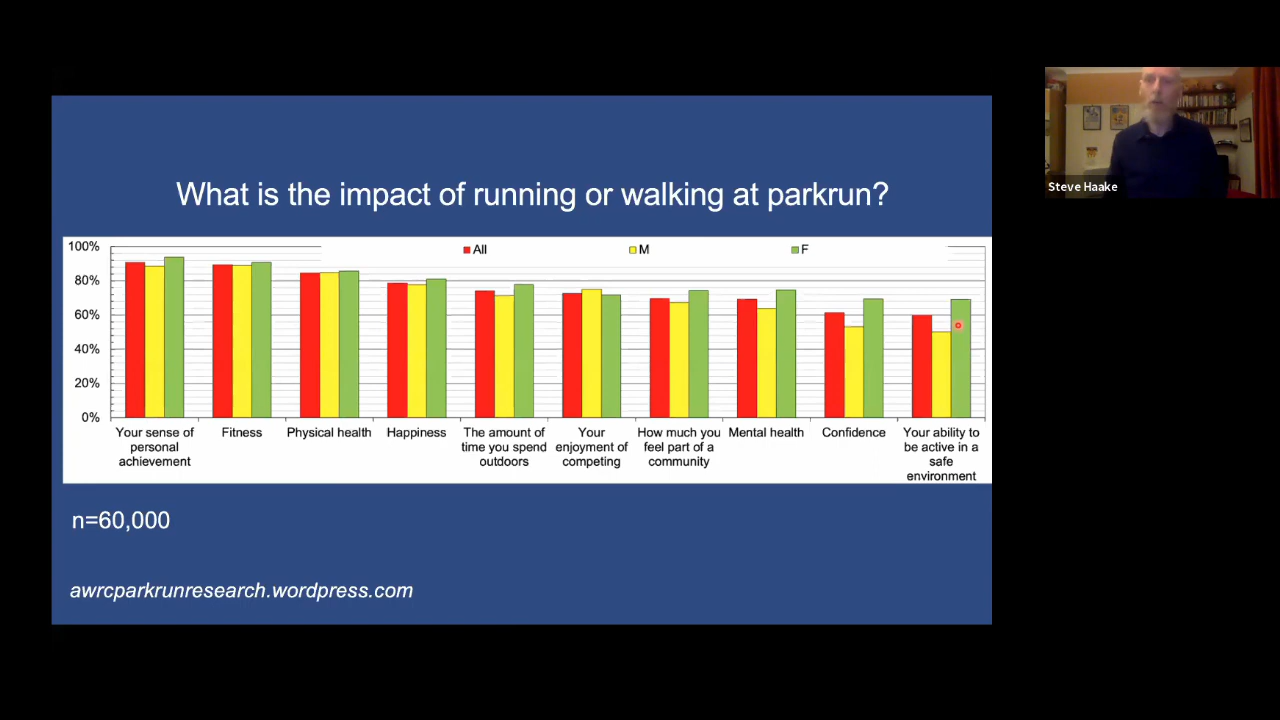 What is the impact of running or walking at parkrun?
100%
80%
60%
40%
20%
0%
All
M
F
Your sense of
personal
achievement
Fitness
Physical health
Happiness
The amount of
time you spend
outdoors
Your
enjoyment of
competing
How much you
feel part of a
community
Mental health
Confidence
Your ability to
be active in a
safe
environment
n=60,000
awrcparkrunresearch.wordpress.com
Steve Haake